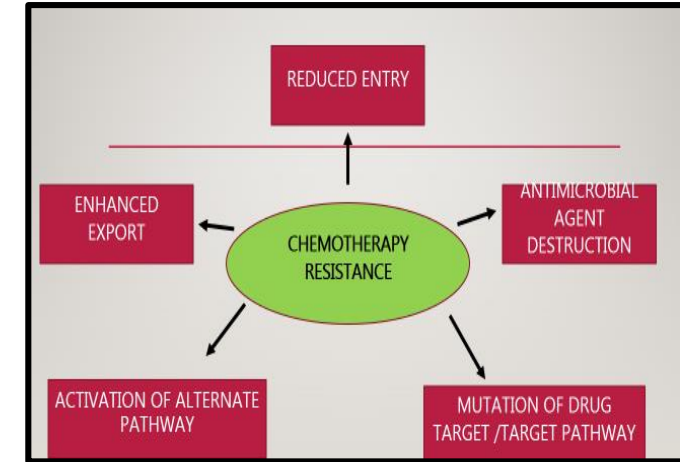 REDUCED ENTRY
ENHANCED
EXPORT
ANTIMICROBIAL
AGENT
DESTRUCTION
CHEMOTHERAPY
RESISTANCE
ACTIVATION OF ALTERNATE
PATHWAY
MUTATION OF DRUG
TARGET /TARGET PATHWAY